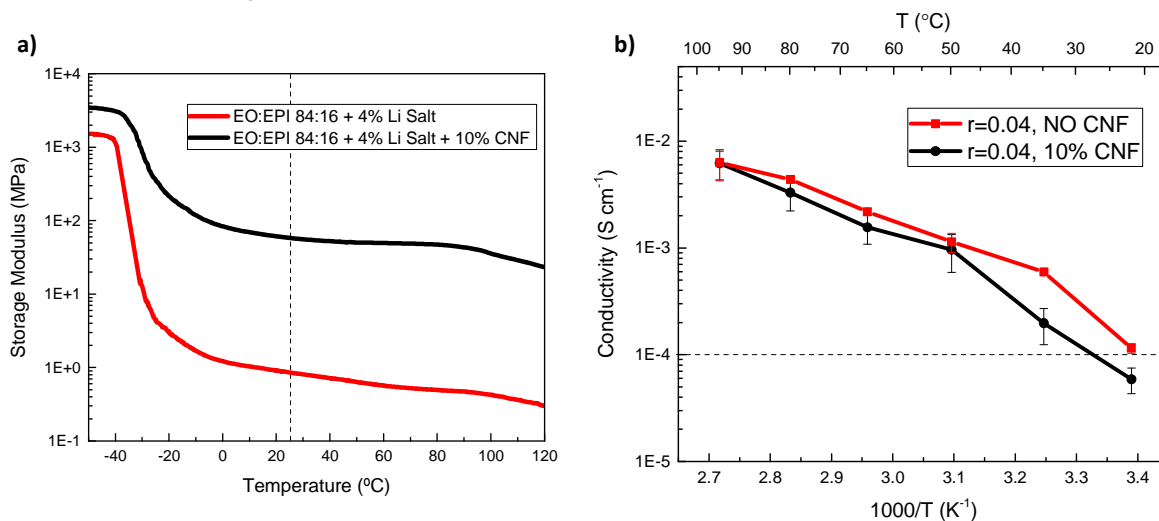 a)
1E+4
1E+3
1E+2
1E+1
1E+0
1E-1
Storage Modulus (MPa)
EO:EPI 84:16 + 4% Li Salt
EO:EPI 84:16 + 4% Li Salt + 10% CNF
-40 -20 0 20 40 60 80 100 120
Temperature (ºC)
b)
T (°C)
100 90 80 70 60 50 40 30 20
1E-2
1E-3
1E-4
1E-5
Conductivity (S cm⁻¹)
r=0.04, NO CNF
r=0.04, 10% CNF
2.7 2.8 2.9 3.0 3.1 3.2 3.3 3.4
1000/T (K⁻¹)